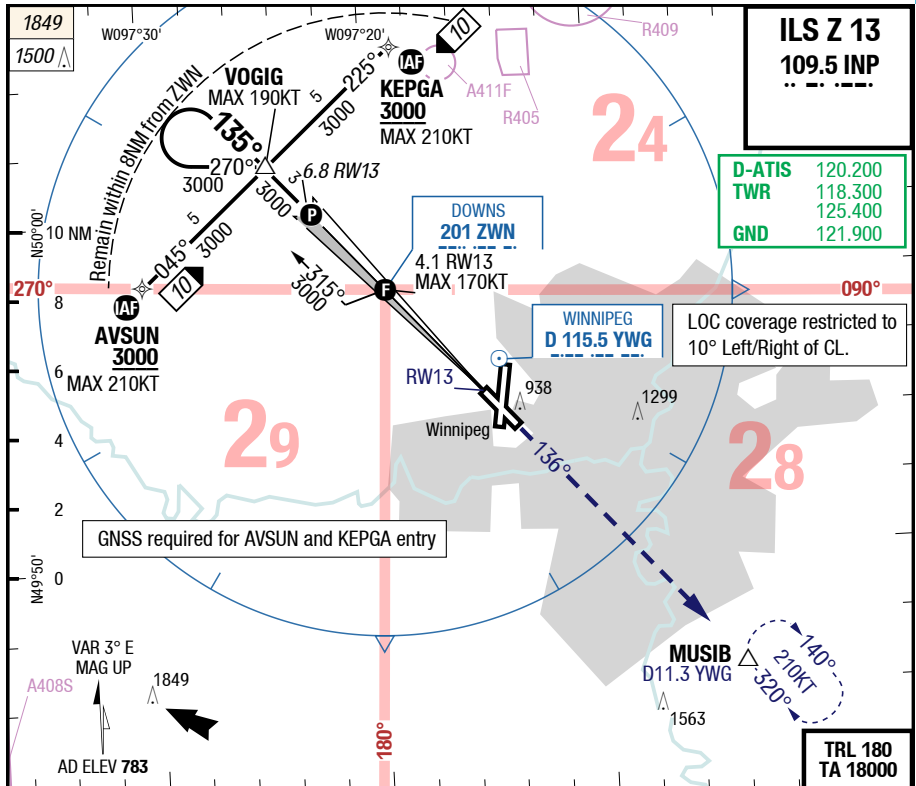 1849
1500
W097°30'
W097°20'
ILS Z 13
109.5 INP
R409
10
IAF
KEPGA
3000
MAX 210KT
A411F
R405
VOGIG
MAX 190KT
225°
5
3000
135°
270°
3000
Remain within 8NM from ZWN
24
D-ATIS 120.200
TWR 118.300
125.400
GND 121.900
6.8 RW13
3
3000
P
DOWNS
201 ZWN
4.1 RW13
MAX 170KT
N50°00'
10 NM
045°
5
3000
10
315°
3000
F
270°
090°
8
IAF
AVSUN
3000
MAX 210KT
WINNIPEG
D 115.5 YWG
LOC coverage restricted to
10° Left/Right of CL.
6
RW13
938
1299
4
Winnipeg
29
136°
28
2
GNSS required for AVSUN and KEPGA entry
N49°50'
0
VAR 3° E
MAG UP
A408S
1849
AD ELEV 783
180°
MUSIB
D11.3 YWG
140°
210KT
320°
1563
TRL 180
TA 18000